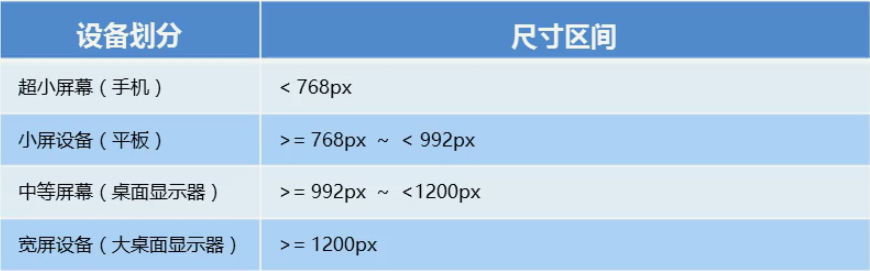 设备划分 尺寸区间
超小屏幕（手机） < 768px
小屏设备（平板） >= 768px ~ < 992px
中等屏幕（桌面显示器） >= 992px ~ <1200px
宽屏设备（大桌面显示器） >= 1200px